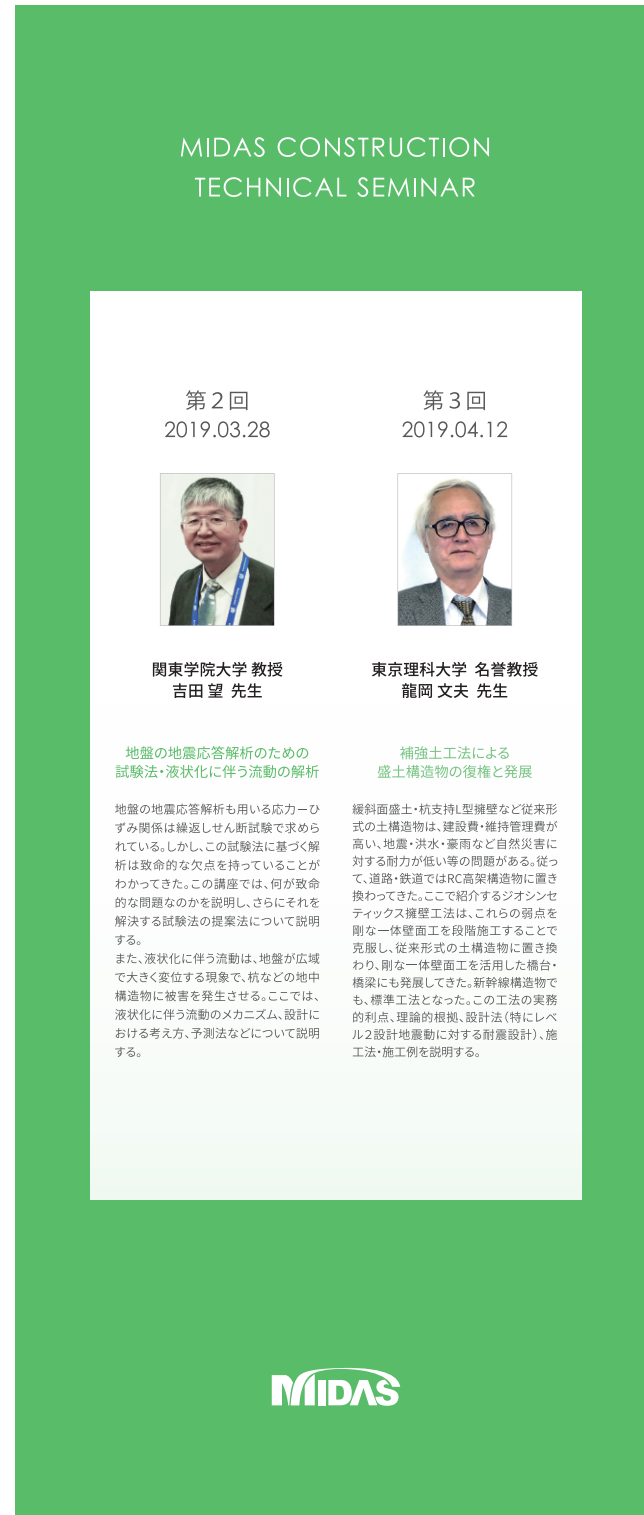 MIDAS CONSTRUCTION
TECHNICAL SEMINAR
第２回
2019.03.28
関東学院大学 教授
吉田 望 先生
地盤の地震応答解析のための
試験法・液状化に伴う流動の解析
地盤の地震応答解析も用いる応力ーひ
ずみ関係は繰返しせん断試験で求めら
れている。しかし、この試験法に基づく解
析は致命的な欠点を持っていることが
わかってきた。この講座では、何が致命
的な問題なのかを説明し、さらにそれを
解決する試験法の提案法について説明
する。
また、液状化に伴う流動は、地盤が広域
で大きく変位する現象で、杭などの地中
構造物に被害を発生させる。ここでは、
液状化に伴う流動のメカニズム、設計に
おける考え方、予測法などについて説明
する。
第３回
2019.04.12
東京理科大学 名誉教授
龍岡 文夫 先生
補強土工法による
盛土構造物の復権と発展
緩斜面盛土・杭支持L型擁壁など従来形
式の土構造物は、建設費・維持管理費が
高い、地震・洪水・豪雨など自然災害に
対する耐力が低い等の問題がある。従っ
て、道路・鉄道ではRC高架構造物に置き
換わってきた。ここで紹介するジオシンセ
ティックス擁壁工法は、これらの弱点を
剛な一体壁面工を段階施工することで
克服し、従来形式の土構造物に置き換
わり、剛な一体壁面工を活用した橋台・
橋梁にも発展してきた。新幹線構造物で
も、標準工法となった。この工法の実務
的利点、理論的根拠、設計法（特にレベ
ル２設計地震動に対する耐震設計）、施
工法・施工例を説明する。
MIDAS